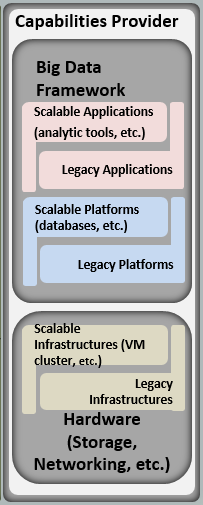 Capabilities Provider
Big Data
Framework
Scalable Applications
(analytic tools, etc.)
Legacy Applications
Scalable Platforms
(databases, etc.)
Legacy Platforms
Scalable
Infrastructures (VM
cluster, etc.)
Legacy
Infrastructures
Hardware
(Storage,
Networking, etc.)